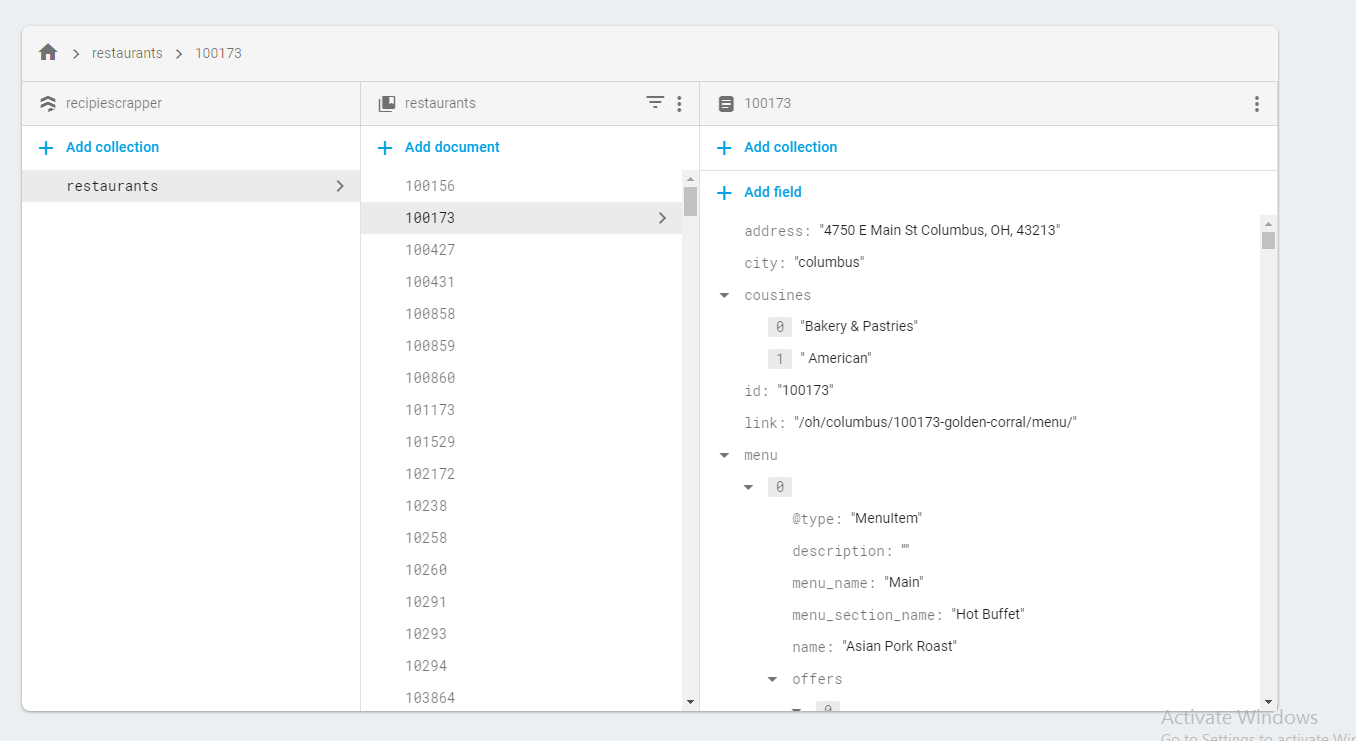 restaurants > 100173
recipiescrapper
Add collection
restaurants
restaurants
Add document
100156
100173
100427
100431
100858
100859
100860
101173
101529
102172
10238
10258
10260
10291
10293
10294
103864
100173
Add collection
Add field
address: "4750 E Main St Columbus, OH, 43213"
city: "columbus"
cousines
0 "Bakery & Pastries"
1 " American"
id: "100173"
link: "/oh/columbus/100173-golden-corral/menu/"
menu
0
@type: "MenuItem"
description: ""
menu_name: "Main"
menu_section_name: "Hot Buffet"
name: "Asian Pork Roast"
offers
0
Activate Windows
Go to Settings to activate